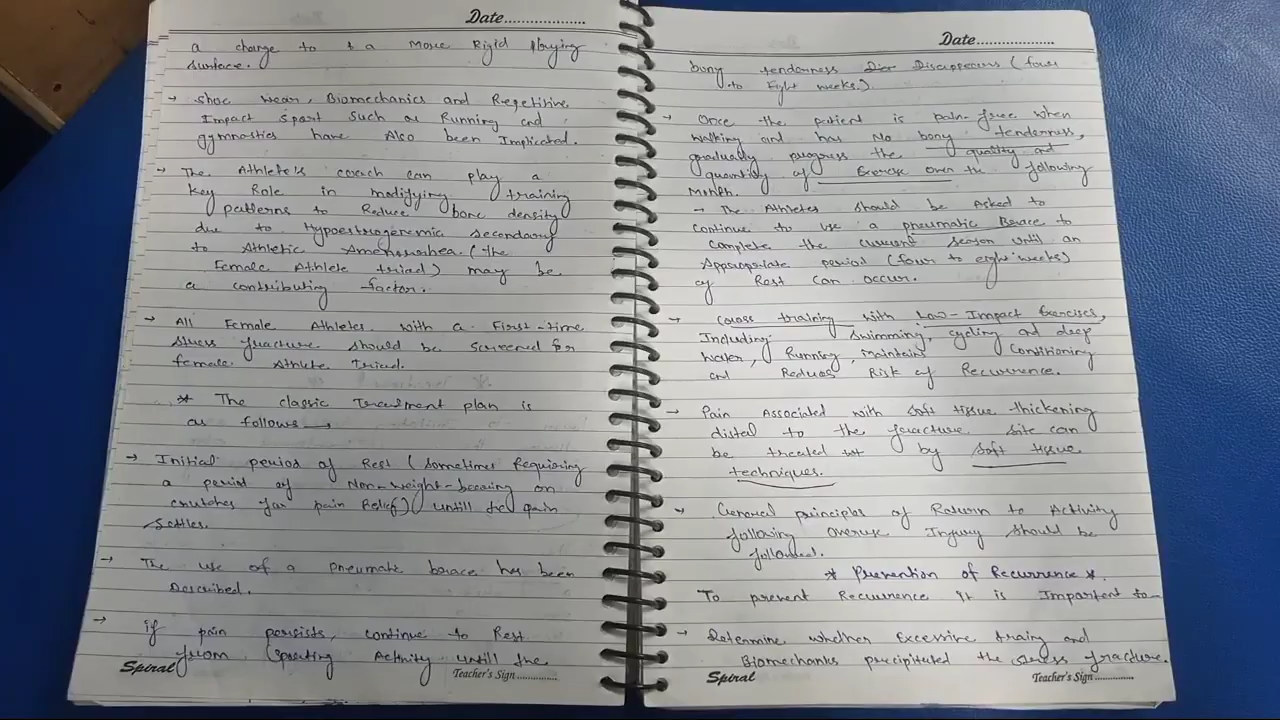 Date...................
a change to a more Rigid Playing
surface.
→ Shoe wear, Biomechanics and Repetitive
Impact sport such as Running and
gymnastics have Also been Implicated.
→ The Athlete's coach can play a
key Role in modifying training
patterns to Reduce bone density
due to Hypoestrogenemic secondary
to Athletic Amenorrahea. (the
Female Athlete triad) may be
a contributing factor.
→ All Female Athletes with a First-time
stress fracture should be screened for
female Athlete Triad.
* The classic Treatment plan is
as follows →
→ Initial period of Rest (sometimes Requiring
a period of Non-weight-bearing on
crutches for pain Relief) untill the pain
settles.
→ The use of a pneumatic brace has been
Described.
→ if pain persists, continue to Rest
from Sporting Activity untill the
Spiral
Teacher's Sign..............
Date...................
bony tenderness Disappears (four
to Eight weeks).
→ Once the patient is pain-free when
walking and has No bony tenderness,
gradually progress the quality and
quantity of Exercise over the following
Month.
→ The Athletes should be Asked to
continue to use a pneumatic Brace to
complete the current season until an
Appropriate period (four to eight weeks)
of Rest can occur.
→ Cross training with Low-Impact Exercises,
Including swimming, cycling and deep
water, Running, maintain Conditioning
and Reduces Risk of Recurrence.
→ Pain Associated with soft tissue thickening
distal to the fracture site can
be treated by soft tissue
techniques.
→ General principles of Return to Activity
following overuse Injury should be
followed.
* Prevention of Recurrence *.
To prevent Recurrence it is Important to
→ Determine whether Excessive traing and
Biomechanks precipitated the stress fracture.
Spiral
Teacher's Sign..............